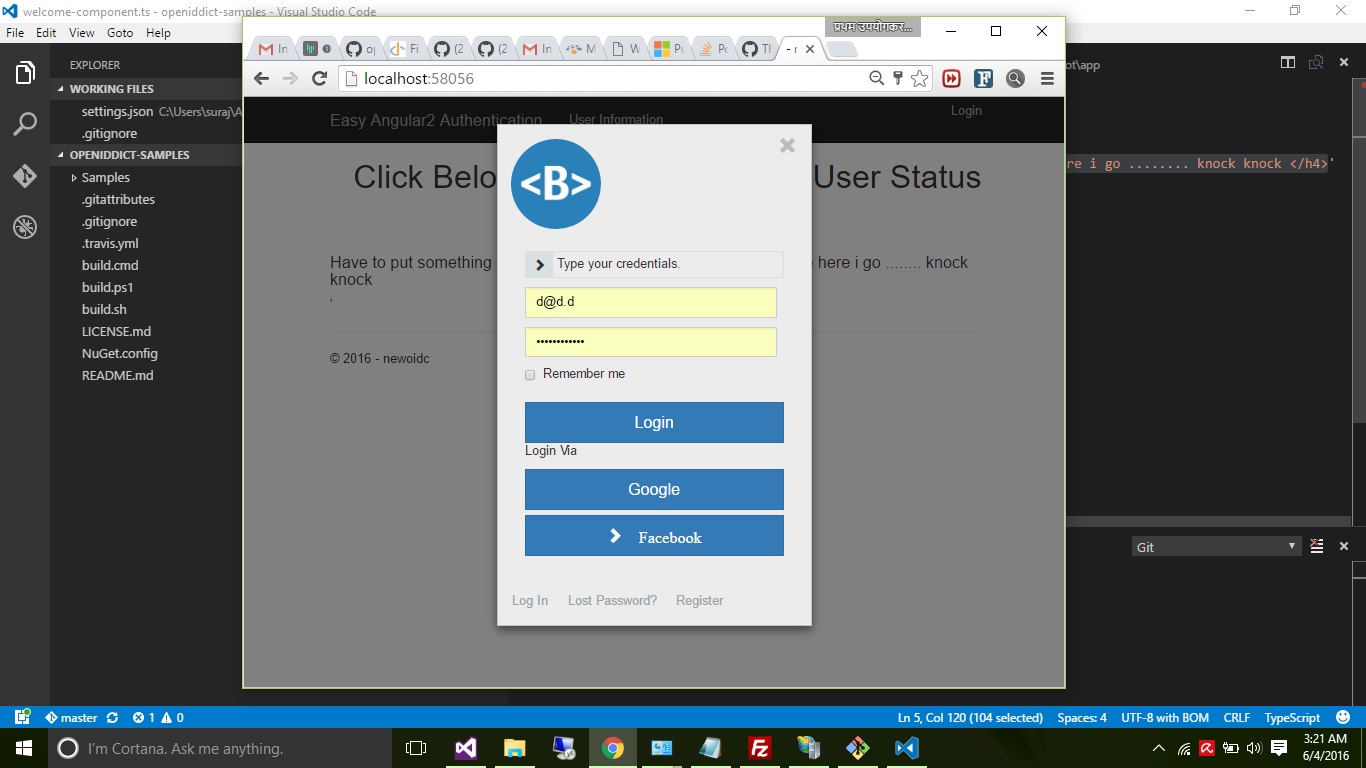 welcome-component.ts - openiddict-samples - Visual Studio Code
File Edit View Goto Help
प्रथम उपयोगकर...
In
op
Fi
(2
(2
In
M
W
Pu
Po
Tl
- r
localhost:58056
EXPLORER
WORKING FILES
settings.json C:\Users\suraj\A
.gitignore
OPENIDDICT-SAMPLES
Samples
.gitattributes
.gitignore
.travis.yml
build.cmd
build.ps1
build.sh
LICENSE.md
NuGet.config
README.md
ot\app
re i go ........ knock knock </h4>'
Easy Angular2 Authentication User Information Login
Click Belo User Status
Have to put something here i go ........ knock
knock
'
© 2016 - newoidc
<B>
Type your credentials.
d@d.d
••••••••••••
Remember me
Login
Login Via
Google
Facebook
Log In Lost Password? Register
Git
master 1 0 Ln 5, Col 120 (104 selected) Spaces: 4 UTF-8 with BOM CRLF TypeScript
I'm Cortana. Ask me anything.
3:21 AM
6/4/2016